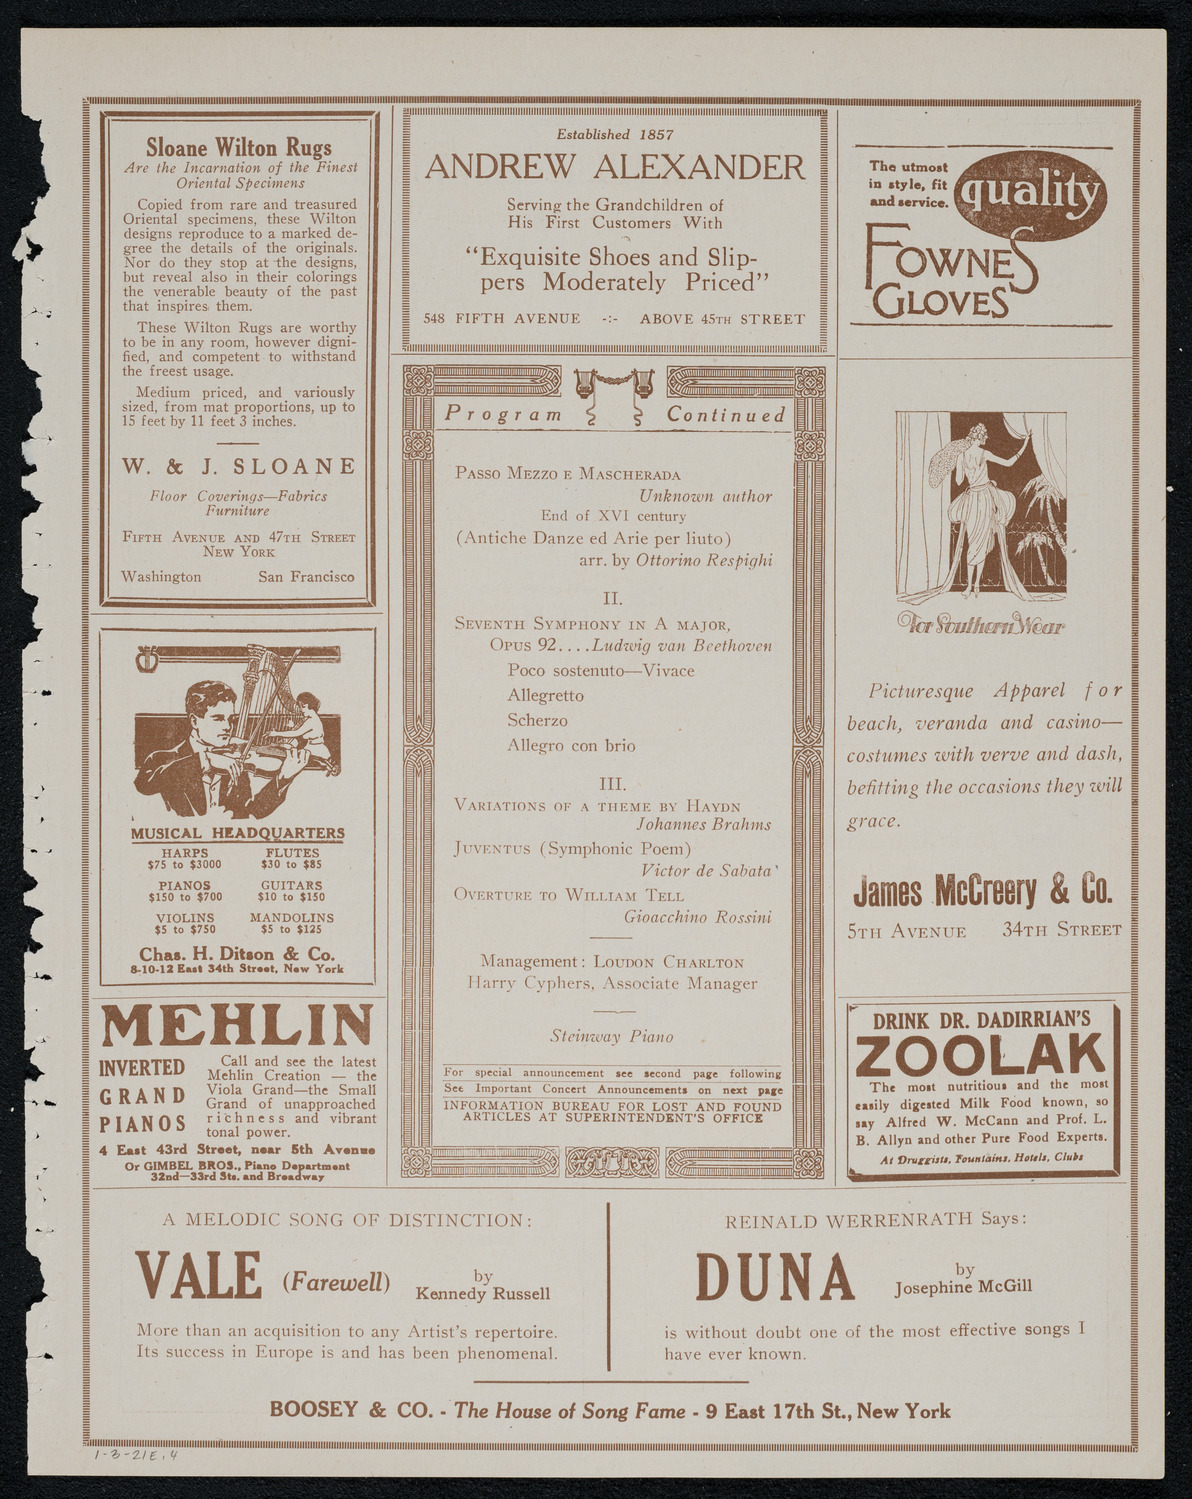 Sloane Wilton Rugs
Are the Incarnation of the Finest
Oriental Specimens
Copied from rare and treasured
Oriental specimens, these Wilton
designs reproduce to a marked de-
gree the details of the originals.
Nor do they stop at the designs,
but reveal also in their colorings
the venerable beauty of the past
that inspires them.
These Wilton Rugs are worthy
to be in any room, however digni-
fied, and competent to withstand
the freest usage.
Medium priced, and variously
sized, from mat proportions, up to
15 feet by 11 feet 3 inches.
W. & J. SLOANE
Floor Coverings—Fabrics
Furniture
FIFTH AVENUE AND 47TH STREET
NEW YORK
Washington San Francisco
MUSICAL HEADQUARTERS
HARPS FLUTES
$75 to $3000 $30 to $85
PIANOS GUITARS
$150 to $700 $10 to $150
VIOLINS MANDOLINS
$5 to $750 $5 to $125
Chas. H. Ditson & Co.
8-10-12 East 34th Street, New York
MEHLIN
INVERTED
GRAND
PIANOS
Call and see the latest
Mehlin Creation — the
Viola Grand—the Small
Grand of unapproached
richness and vibrant
tonal power.
4 East 43rd Street, near 5th Avenue
Or GIMBEL BROS., Piano Department
32nd—33rd Sts. and Broadway
Established 1857
ANDREW ALEXANDER
Serving the Grandchildren of
His First Customers With
"Exquisite Shoes and Slip-
pers Moderately Priced"
548 FIFTH AVENUE -:- ABOVE 45TH STREET
Program Continued
PASSO MEZZO E MASCHERADA
Unknown author
End of XVI century
(Antiche Danze ed Arie per liuto)
arr. by Ottorino Respighi
II.
SEVENTH SYMPHONY IN A MAJOR,
OPUS 92....Ludwig van Beethoven
Poco sostenuto—Vivace
Allegretto
Scherzo
Allegro con brio
III.
VARIATIONS OF A THEME BY HAYDN
Johannes Brahms
JUVENTUS (Symphonic Poem)
Victor de Sabata
OVERTURE TO WILLIAM TELL
Gioacchino Rossini
Management: LOUDON CHARLTON
Harry Cyphers, Associate Manager
Steinway Piano
For special announcement see second page following
See Important Concert Announcements on next page
INFORMATION BUREAU FOR LOST AND FOUND
ARTICLES AT SUPERINTENDENT'S OFFICE
The utmost
in style, fit
and service.
quality
FOWNES
GLOVES
For Southern Wear
Picturesque Apparel for
beach, veranda and casino—
costumes with verve and dash,
befitting the occasions they will
grace.
James McCreery & Co.
5TH AVENUE 34TH STREET
DRINK DR. DADIRRIAN'S
ZOOLAK
The most nutritious and the most
easily digested Milk Food known, so
say Alfred W. McCann and Prof. L.
B. Allyn and other Pure Food Experts.
At Druggists, Fountains, Hotels, Clubs
A MELODIC SONG OF DISTINCTION:
VALE (Farewell) by
Kennedy Russell
More than an acquisition to any Artist's repertoire.
Its success in Europe is and has been phenomenal.
REINALD WERRENRATH Says:
DUNA by
Josephine McGill
is without doubt one of the most effective songs I
have ever known.
BOOSEY & CO. - The House of Song Fame - 9 East 17th St., New York
1-3-21E.4